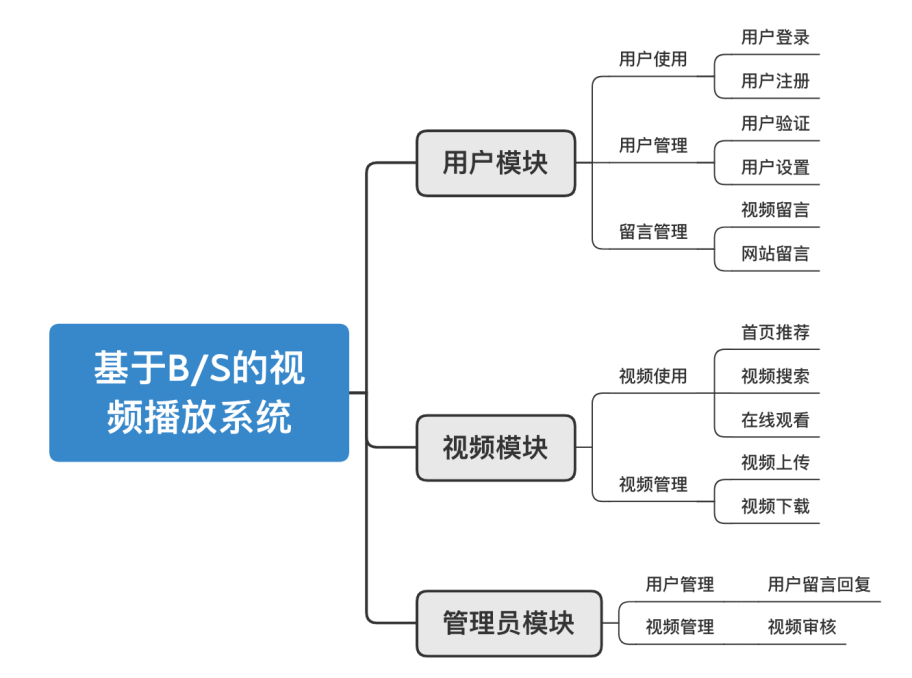 基于B/S的视
频播放系统
用户模块
用户使用
用户登录
用户注册
用户管理
用户验证
用户设置
留言管理
视频留言
网站留言
视频模块
视频使用
首页推荐
视频搜索
在线观看
视频管理
视频上传
视频下载
管理员模块
用户管理
用户留言回复
视频管理
视频审核